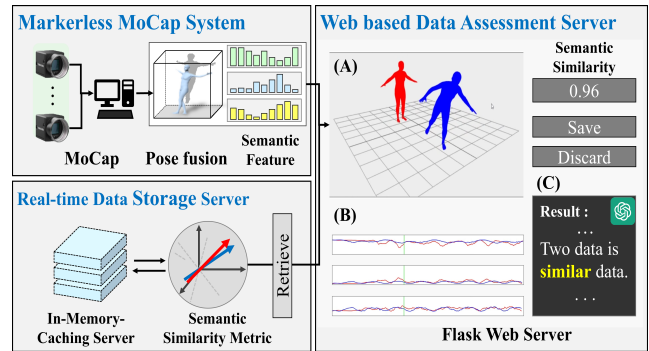 Markerless MoCap System
MoCap
Pose fusion
Semantic
Feature
Real-time Data Storage Server
In-Memory-
Caching Server
Semantic
Similarity Metric
Retrieve
Web based Data Assessment Server
(A)
Semantic
Similarity
0.96
Save
Discard
(B)
(C)
Result :
...
Two data is
similar data.
. . .
Flask Web Server